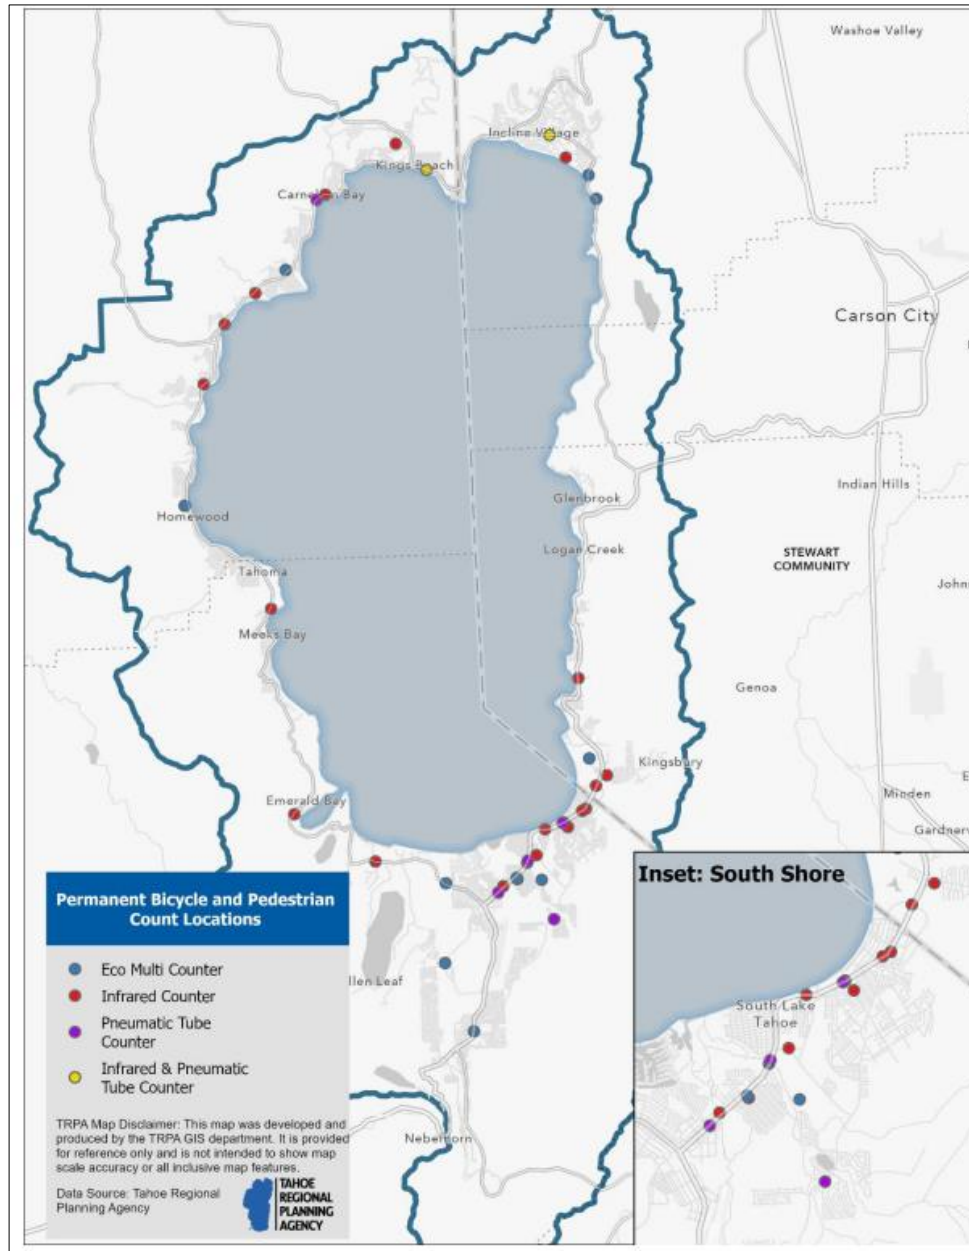 Washoe Valley
Incline Village
Kings Beach
Carnelian Bay
Carson City
Indian Hills
Glenbrook
Homewood
Logan Creek
STEWART
COMMUNITY
Tahoma
Johns
Meeks Bay
Genoa
Kingsbury
Emerald Bay
Minden
Gardnerv
Inset: South Shore
South Lake
Tahoe
Permanent Bicycle and Pedestrian
Count Locations
Eco Multi Counter
Infrared Counter
Pneumatic Tube
Counter
Infrared & Pneumatic
Tube Counter
llen Leaf
TRPA Map Disclaimer: This map was developed and
produced by the TRPA GIS department. It is provided
for reference only and is not intended to show map
scale accuracy or all inclusive map features.
Data Source: Tahoe Regional
Planning Agency
TAHOE
REGIONAL
PLANNING
AGENCY